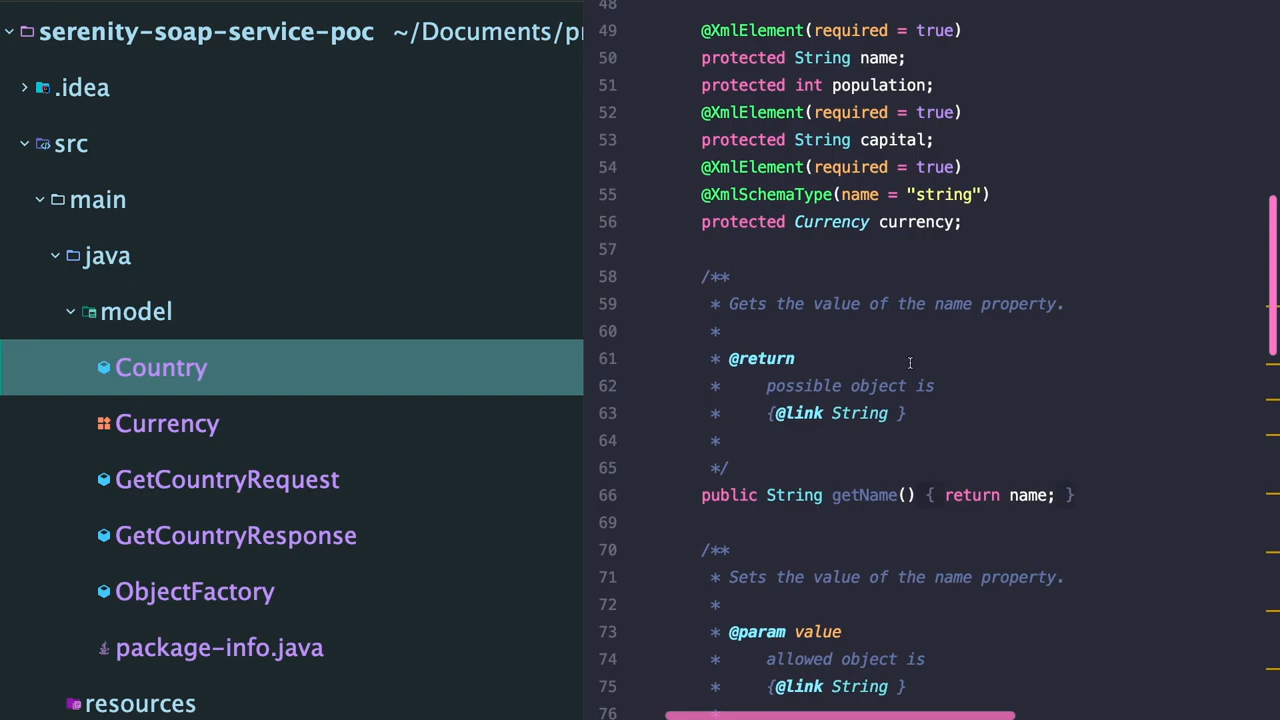 serenity-soap-service-poc ~/Documents/pr
.idea
src
main
java
model
Country
Currency
GetCountryRequest
GetCountryResponse
ObjectFactory
package-info.java
resources
48
49 @XmlElement(required = true)
50 protected String name;
51 protected int population;
52 @XmlElement(required = true)
53 protected String capital;
54 @XmlElement(required = true)
55 @XmlSchemaType(name = "string")
56 protected Currency currency;
57
58 /**
59 * Gets the value of the name property.
60 *
61 * @return
62 * possible object is
63 * {@link String }
64 *
65 */
66 public String getName() { return name; }
69
70 /**
71 * Sets the value of the name property.
72 *
73 * @param value
74 * allowed object is
75 * {@link String }
76 *